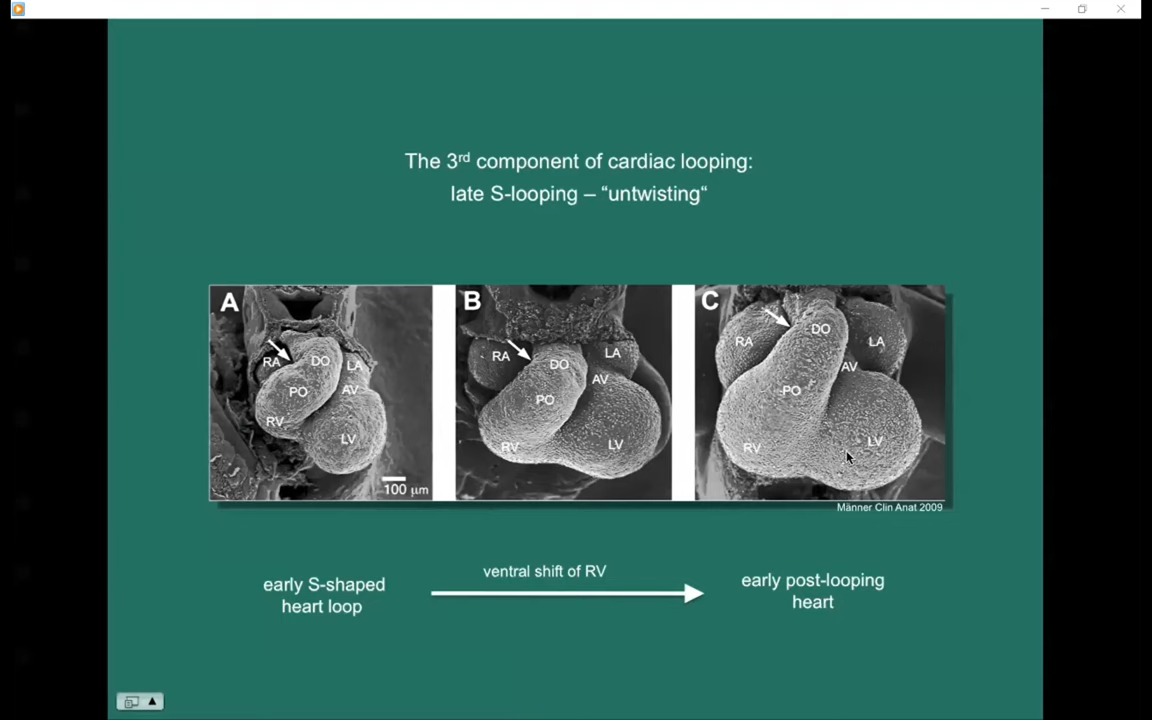 The 3rd component of cardiac looping:
late S-looping – “untwisting“
A
RA
DO
LA
PO
AV
RV
LV
100 µm
B
RA
DO
LA
AV
PO
RV
LV
C
DO
RA
LA
AV
PO
RV
LV
Männer Clin Anat 2009
early S-shaped
heart loop
ventral shift of RV
early post-looping
heart